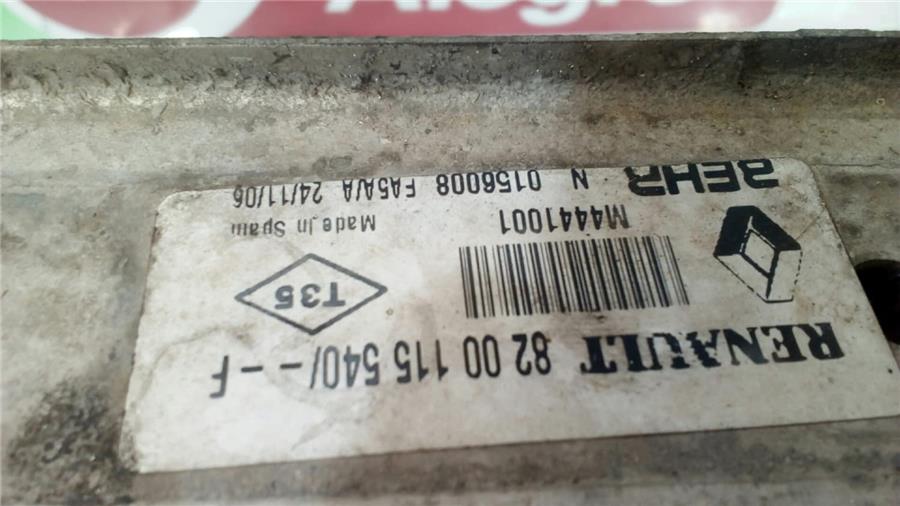 RENAULT 82 00 115 540/--F
T35
M4441001
Made in Spain
BEHR N 0156008 FA5A/A 24/11/06